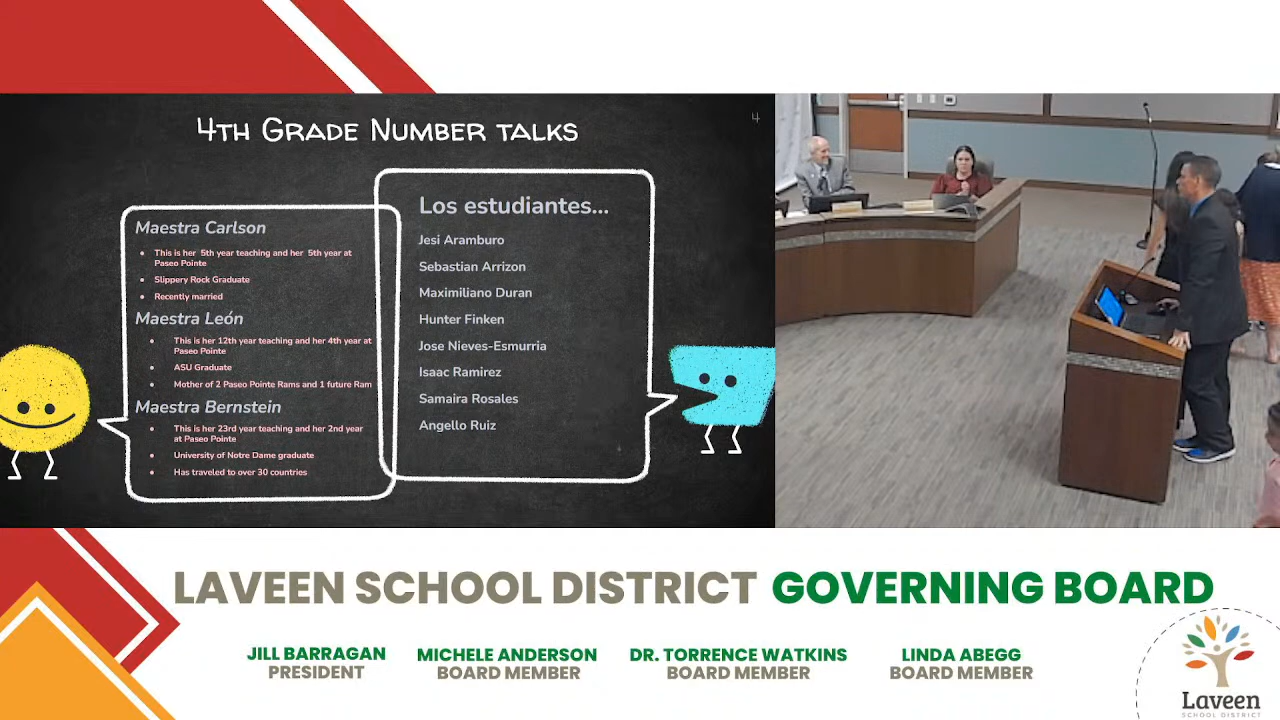 4th Grade Number talks
4
Maestra Carlson
• This is her 5th year teaching and her 5th year at
Paseo Pointe
• Slippery Rock Graduate
• Recently married
Maestra León
• This is her 12th year teaching and her 4th year at
Paseo Pointe
• ASU Graduate
• Mother of 2 Paseo Pointe Rams and 1 future Ram
Maestra Bernstein
• This is her 23rd year teaching and her 2nd year
at Paseo Pointe
• University of Notre Dame graduate
• Has traveled to over 30 countries
Los estudiantes...
Jesi Aramburo
Sebastian Arrizon
Maximiliano Duran
Hunter Finken
Jose Nieves-Esmurria
Isaac Ramirez
Samaira Rosales
Angello Ruiz
LAVEEN SCHOOL DISTRICT GOVERNING BOARD
JILL BARRAGAN
PRESIDENT
MICHELE ANDERSON
BOARD MEMBER
DR. TORRENCE WATKINS
BOARD MEMBER
LINDA ABEGG
BOARD MEMBER
Laveen
SCHOOL DISTRICT